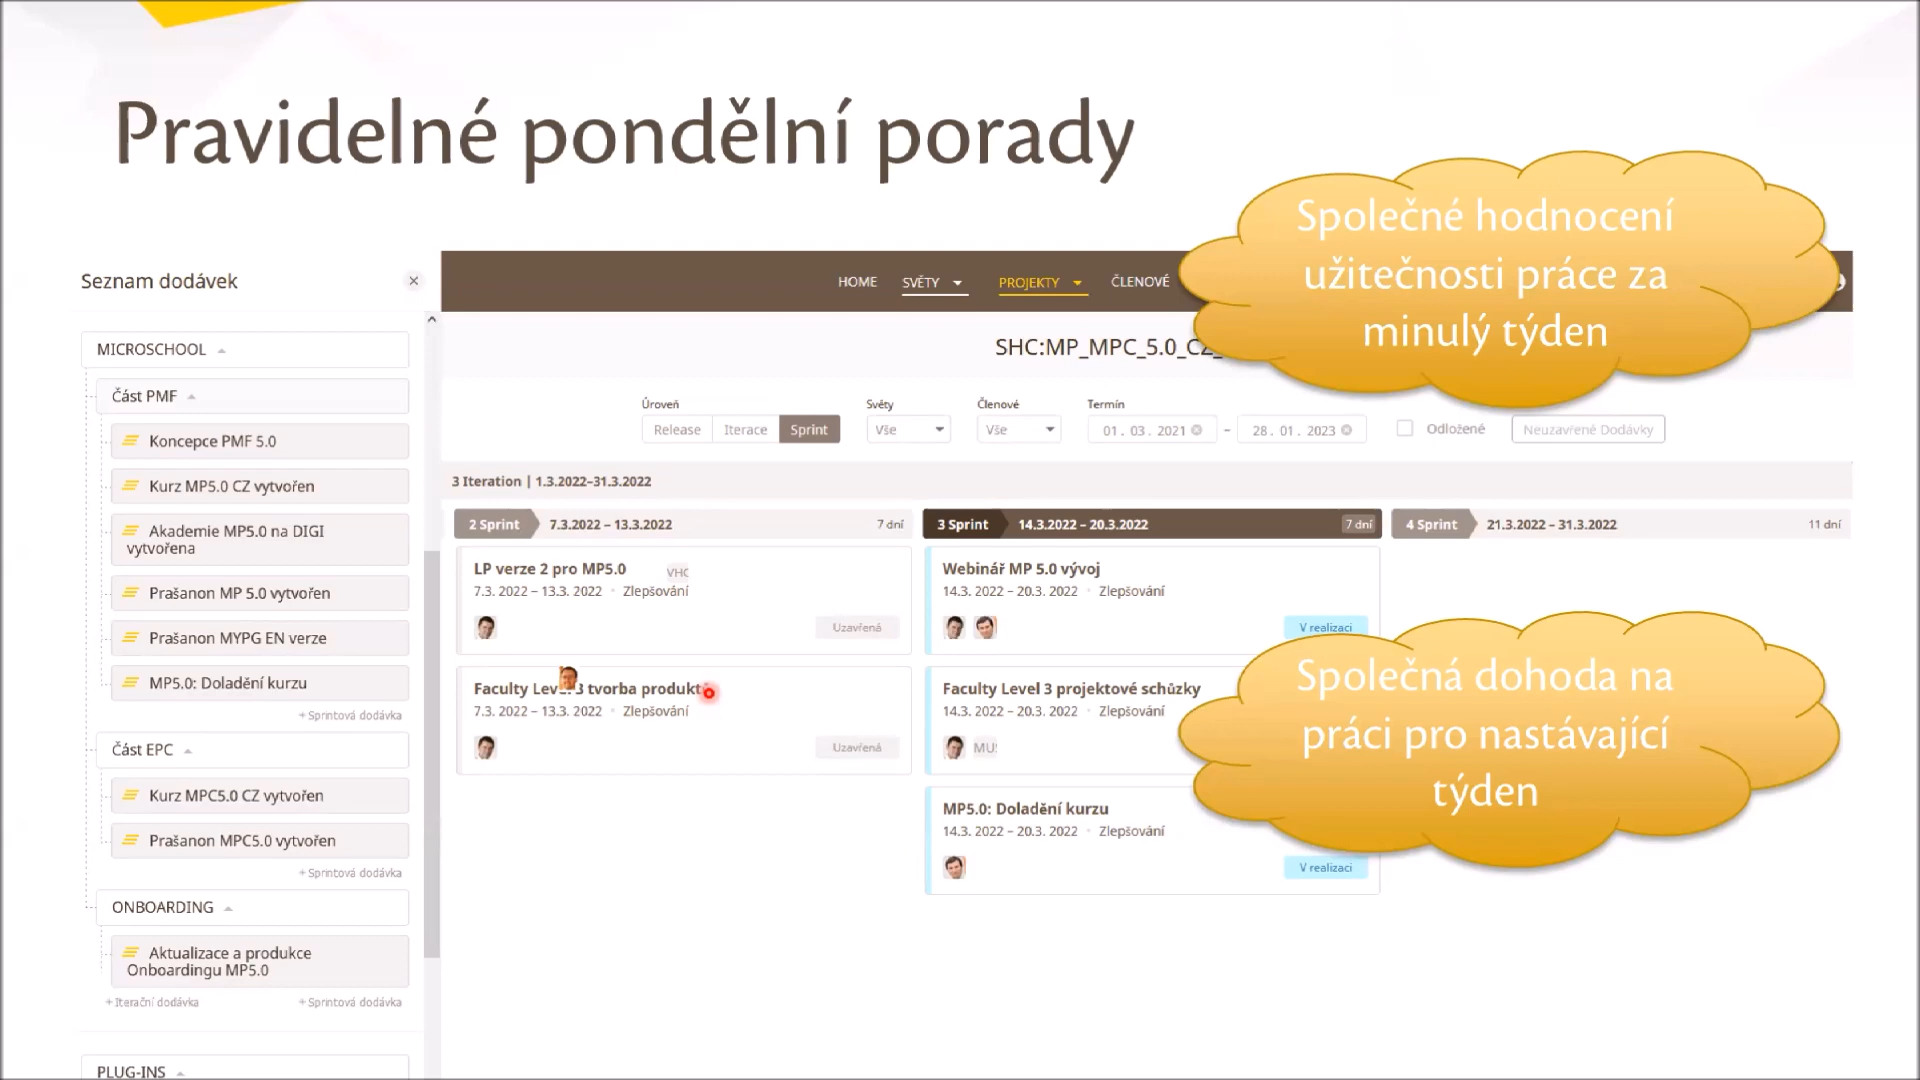 Pravidelné pondělní porady
Společné hodnocení
užitečnosti práce za
minulý týden
Seznam dodávek
HOME SVĚTY PROJEKTY ČLENOVÉ
MICROSCHOOL
Část PMF
Koncepce PMF 5.0
Kurz MP5.0 CZ vytvořen
Akademie MP5.0 na DIGI
vytvořena
Prašanon MP 5.0 vytvořen
Prašanon MYPG EN verze
MP5.0: Doladění kurzu
+ Sprintová dodávka
Část EPC
Kurz MPC5.0 CZ vytvořen
Prašanon MPC5.0 vytvořen
+ Sprintová dodávka
ONBOARDING
Aktualizace a produkce
Onboardingu MP5.0
+ Iterační dodávka + Sprintová dodávka
PLUG-INS
SHC:MP_MPC_5.0_CZ_
Úroveň Světy Členové Termín
Release Iterace Sprint Vše Vše 01. 03. 2021 – 28. 01. 2023 Odložené Neuzavřené Dodávky
3 Iteration | 1.3.2022–31.3.2022
2 Sprint 7.3.2022 – 13.3.2022 7 dní
LP verze 2 pro MP5.0 VHC
7.3. 2022 – 13.3. 2022 • Zlepšování
Uzavřená
Faculty Level 3 tvorba produktů
7.3. 2022 – 13.3. 2022 • Zlepšování
Uzavřená
3 Sprint 14.3.2022 – 20.3.2022 7 dní
Webinář MP 5.0 vývoj
14.3. 2022 – 20.3. 2022 • Zlepšování
V realizaci
Faculty Level 3 projektové schůzky
14.3. 2022 – 20.3. 2022 • Zlepšování
MU
MP5.0: Doladění kurzu
14.3. 2022 – 20.3. 2022 • Zlepšování
V realizaci
4 Sprint 21.3.2022 – 31.3.2022 11 dní
Společná dohoda na
práci pro nastávající
týden